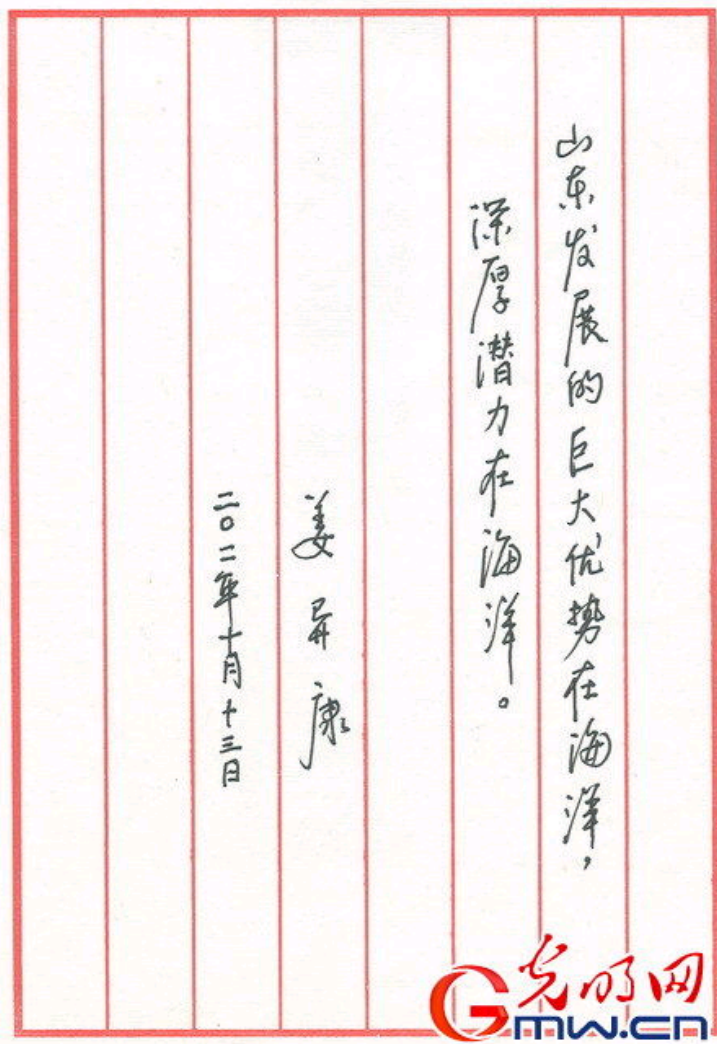 山东发展的巨大优势在海洋，
深厚潜力在海洋。
姜异康
二〇一二年十月十三日
光明网
GMW.CN